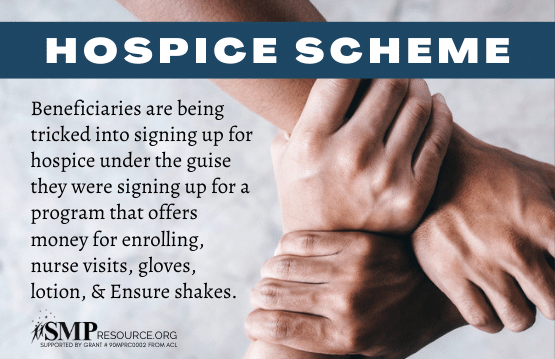 HOSPICE SCHEME
Beneficiaries are being
tricked into signing up for
hospice under the guise
they were signing up for a
program that offers
money for enrolling,
nurse visits, gloves,
lotion, & Ensure shakes.
SMP RESOURCE.ORG
SUPPORTED BY GRANT # 90MPRC0002 FROM ACL